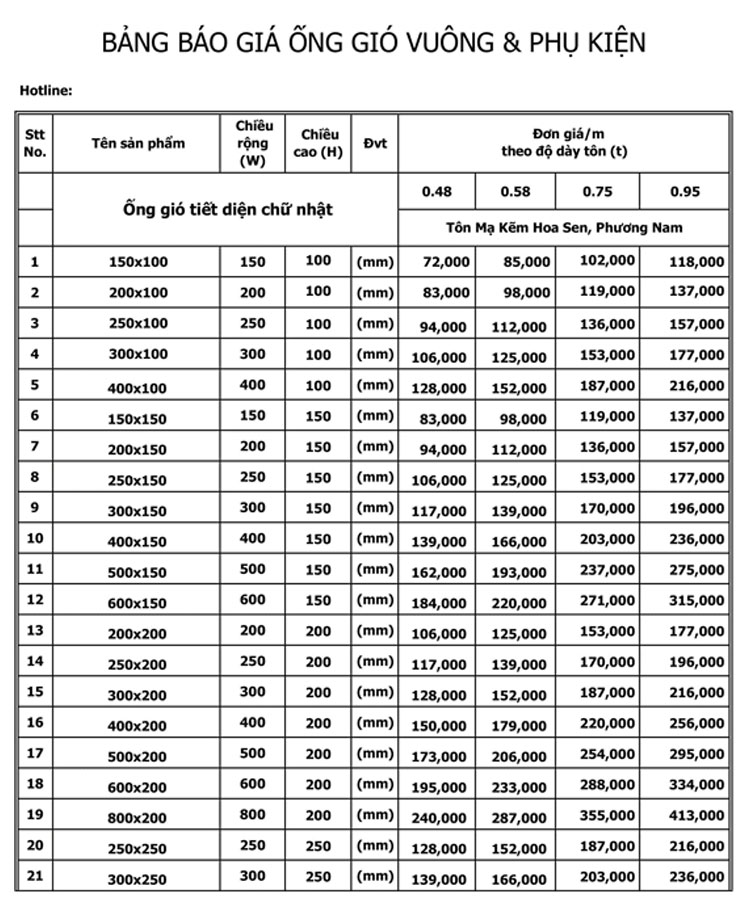 BẢNG BÁO GIÁ ỐNG GIÓ VUÔNG & PHỤ KIỆN
Hotline:
Stt No. Tên sản phẩm Chiều rộng (W) Chiều cao (H) Đvt Đơn giá/m theo độ dày tôn (t)
Ống gió tiết diện chữ nhật 0.48 0.58 0.75 0.95
Tôn Mạ Kẽm Hoa Sen, Phương Nam
1 150x100 150 100 (mm) 72,000 85,000 102,000 118,000
2 200x100 200 100 (mm) 83,000 98,000 119,000 137,000
3 250x100 250 100 (mm) 94,000 112,000 136,000 157,000
4 300x100 300 100 (mm) 106,000 125,000 153,000 177,000
5 400x100 400 100 (mm) 128,000 152,000 187,000 216,000
6 150x150 150 150 (mm) 83,000 98,000 119,000 137,000
7 200x150 200 150 (mm) 94,000 112,000 136,000 157,000
8 250x150 250 150 (mm) 106,000 125,000 153,000 177,000
9 300x150 300 150 (mm) 117,000 139,000 170,000 196,000
10 400x150 400 150 (mm) 139,000 166,000 203,000 236,000
11 500x150 500 150 (mm) 162,000 193,000 237,000 275,000
12 600x150 600 150 (mm) 184,000 220,000 271,000 315,000
13 200x200 200 200 (mm) 106,000 125,000 153,000 177,000
14 250x200 250 200 (mm) 117,000 139,000 170,000 196,000
15 300x200 300 200 (mm) 128,000 152,000 187,000 216,000
16 400x200 400 200 (mm) 150,000 179,000 220,000 256,000
17 500x200 500 200 (mm) 173,000 206,000 254,000 295,000
18 600x200 600 200 (mm) 195,000 233,000 288,000 334,000
19 800x200 800 200 (mm) 240,000 287,000 355,000 413,000
20 250x250 250 250 (mm) 128,000 152,000 187,000 216,000
21 300x250 300 250 (mm) 139,000 166,000 203,000 236,000